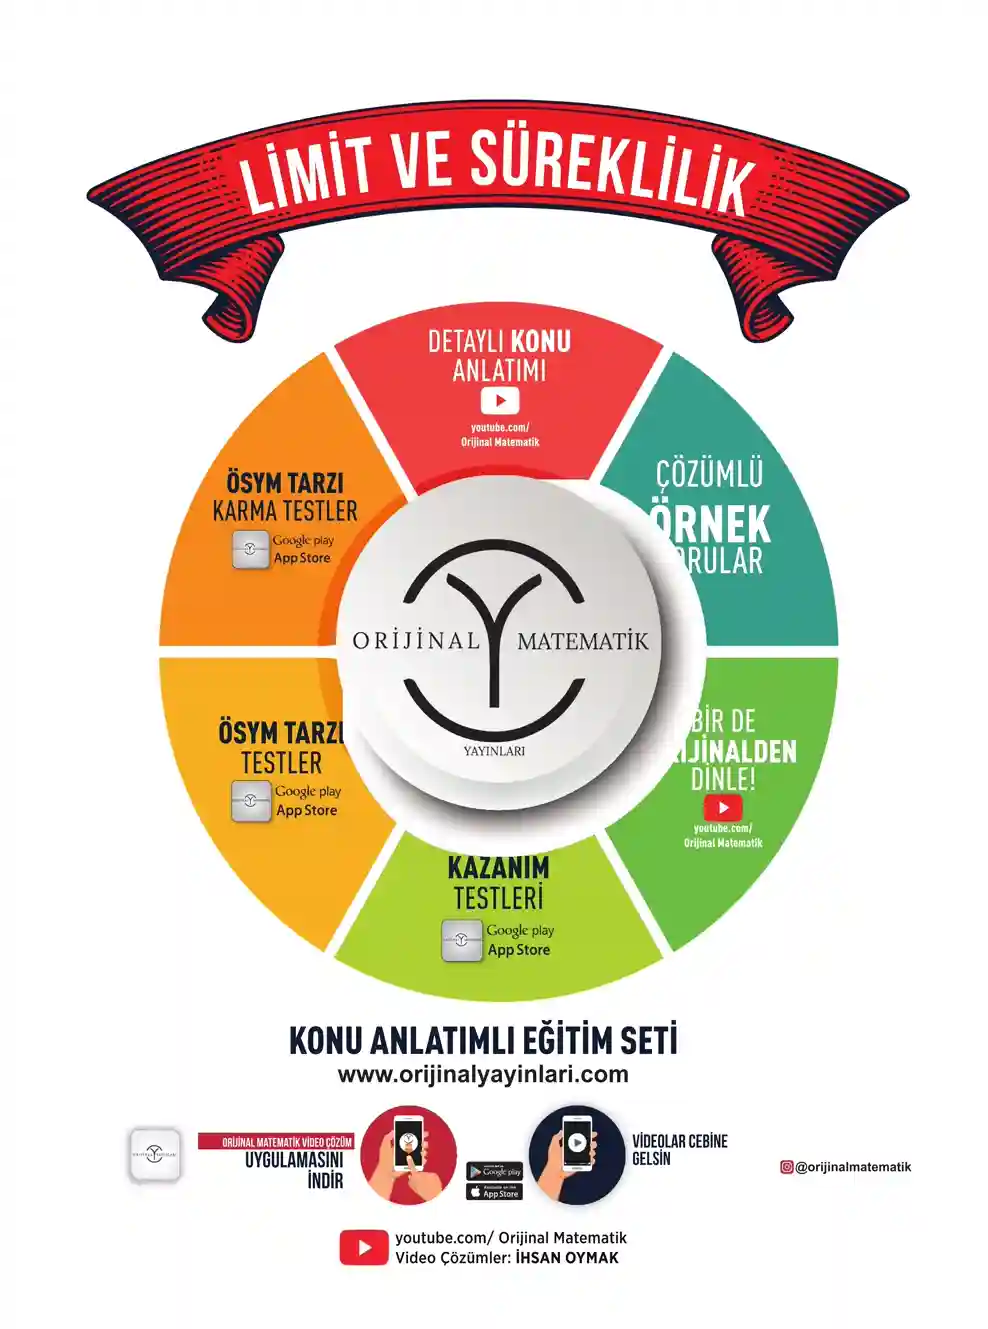 LİMİT VE SÜREKLİLİK
DETAYLI KONU
ANLATIMI
youtube.com/
Orijinal Matematik
ÇÖZÜMLÜ
ÖRNEK
RULAR
BİR DE
İJİNALDEN
DİNLE!
youtube.com/
Orijinal Matematik
KAZANIM
TESTLERİ
Google play
App Store
ÖSYM TARZI
TESTLER
Google play
App Store
ÖSYM TARZI
KARMA TESTLER
Google play
App Store
ORİJİNAL MATEMATİK
YAYINLARI
KONU ANLATIMLI EĞİTİM SETİ
www.orijinalyayinlari.com
ORİJİNAL MATEMATİK VİDEO ÇÖZÜM
UYGULAMASINI
İNDİR
Google play
App Store
VİDEOLAR CEBİNE
GELSİN
@orijinalmatematik
youtube.com/ Orijinal Matematik
Video Çözümler: İHSAN OYMAK